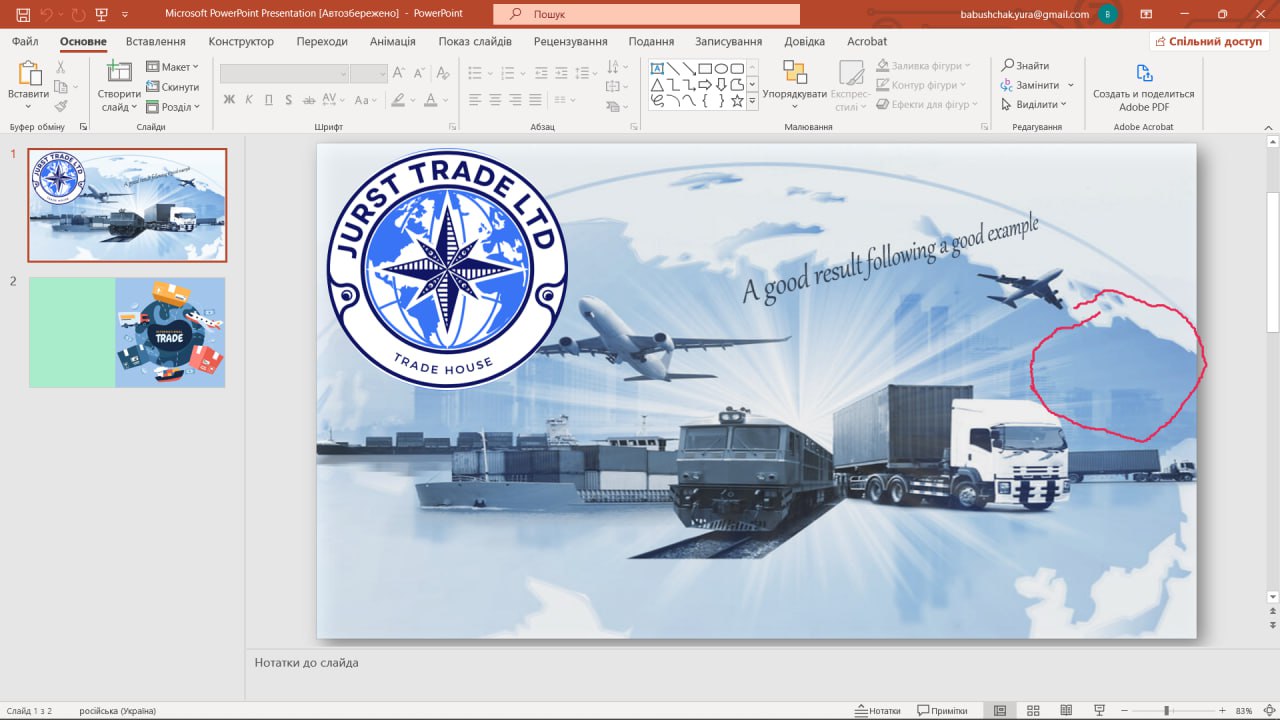 Microsoft PowerPoint Presentation [Автозбережено] - PowerPoint
Пошук
babushchak.yura@gmail.com
B
Файл Основне Вставлення Конструктор Переходи Анімація Показ слайдів Рецензування Подання Записування Довідка Acrobat
Спільний доступ
Вставити
Створити слайд
Макет
Скинути
Розділ
Ж К П S ab AV Aa А
Упорядкувати
Експрес-стилі
Заливка фігури
Контур фігури
Ефекти для фігур
Знайти
Замінити
Виділити
Создать и поделиться
Adobe PDF
Буфер обміну
Слайди
Шрифт
Абзац
Малювання
Редагування
Adobe Acrobat
1
2
INTERNATIONAL
TRADE
JURST TRADE LTD
TRADE HOUSE
A good result following a good example
Нотатки до слайда
Слайд 1 з 2
російська (Україна)
Нотатки
Примітки
83%